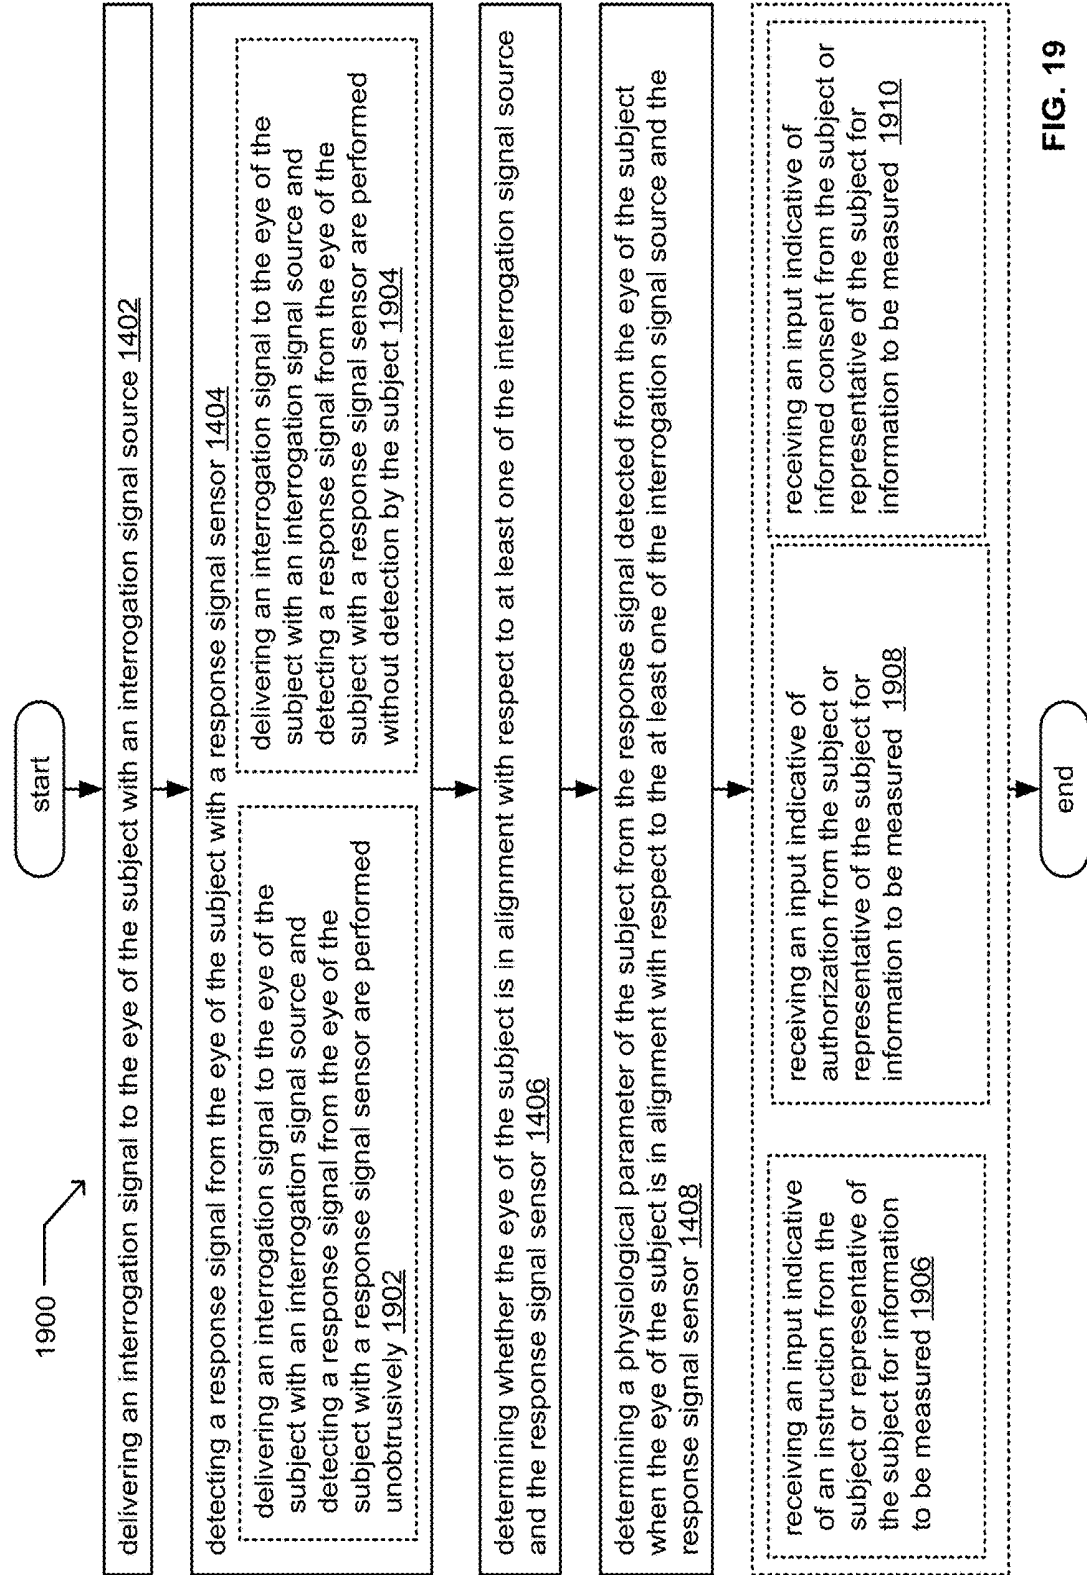 1900
start
delivering an interrogation signal to the eye of the subject with an interrogation signal source 1402
detecting a response signal from the eye of the subject with a response signal sensor 1404
delivering an interrogation signal to the eye of the
subject with an interrogation signal source and
detecting a response signal from the eye of the
subject with a response signal sensor are performed
unobtrusively 1902
delivering an interrogation signal to the eye of the
subject with an interrogation signal source and
detecting a response signal from the eye of the
subject with a response signal sensor are performed
without detection by the subject 1904
determining whether the eye of the subject is in alignment with respect to at least one of the interrogation signal source
and the response signal sensor 1406
determining a physiological parameter of the subject from the response signal detected from the eye of the subject
when the eye of the subject is in alignment with respect to the at least one of the interrogation signal source and the
response signal sensor 1408
receiving an input indicative
of an instruction from the
subject or representative of
the subject for information
to be measured 1906
receiving an input indicative of
authorization from the subject or
representative of the subject for
information to be measured 1908
receiving an input indicative of
informed consent from the subject or
representative of the subject for
information to be measured 1910
end
FIG. 19